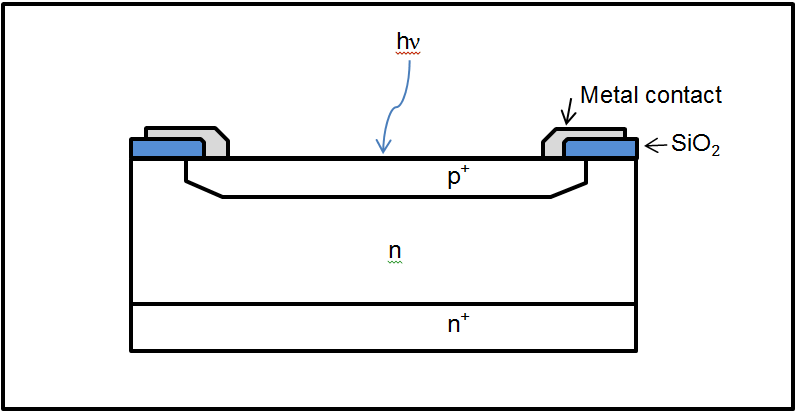 hν
Metal contact
SiO₂
p⁺
n
n⁺